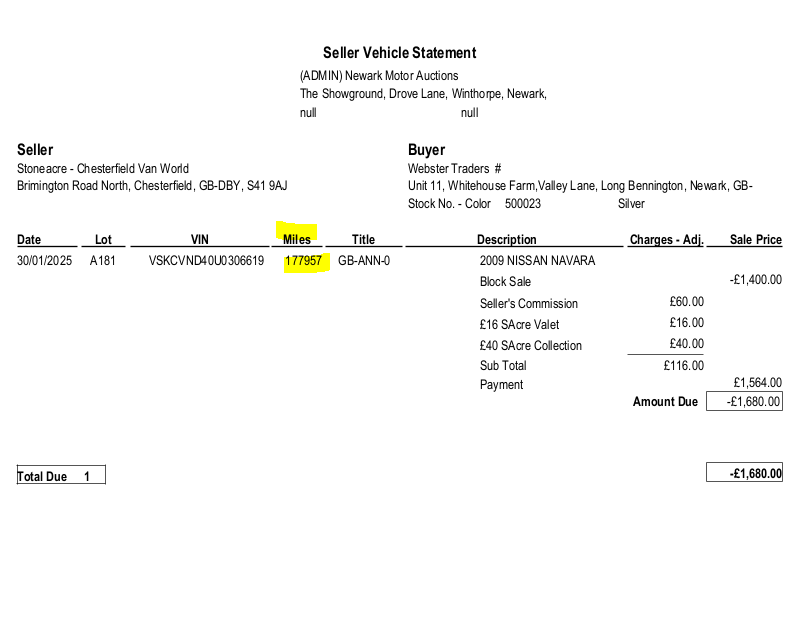 Seller Vehicle Statement
(ADMIN) Newark Motor Auctions
The Showground, Drove Lane, Winthorpe, Newark,
null null
Seller Buyer
Stoneacre - Chesterfield Van World Webster Traders #
Brimington Road North, Chesterfield, GB-DBY, S41 9AJ Unit 11, Whitehouse Farm,Valley Lane, Long Bennington, Newark, GB-
Stock No. - Color 500023 Silver
Date Lot VIN Miles Title Description Charges - Adj. Sale Price
30/01/2025 A181 VSKCVND40U0306619 177957 GB-ANN-0 2009 NISSAN NAVARA
Block Sale -£1,400.00
Seller's Commission £60.00
£16 SAcre Valet £16.00
£40 SAcre Collection £40.00
Sub Total £116.00
Payment £1,564.00
Amount Due -£1,680.00
Total Due 1 -£1,680.00